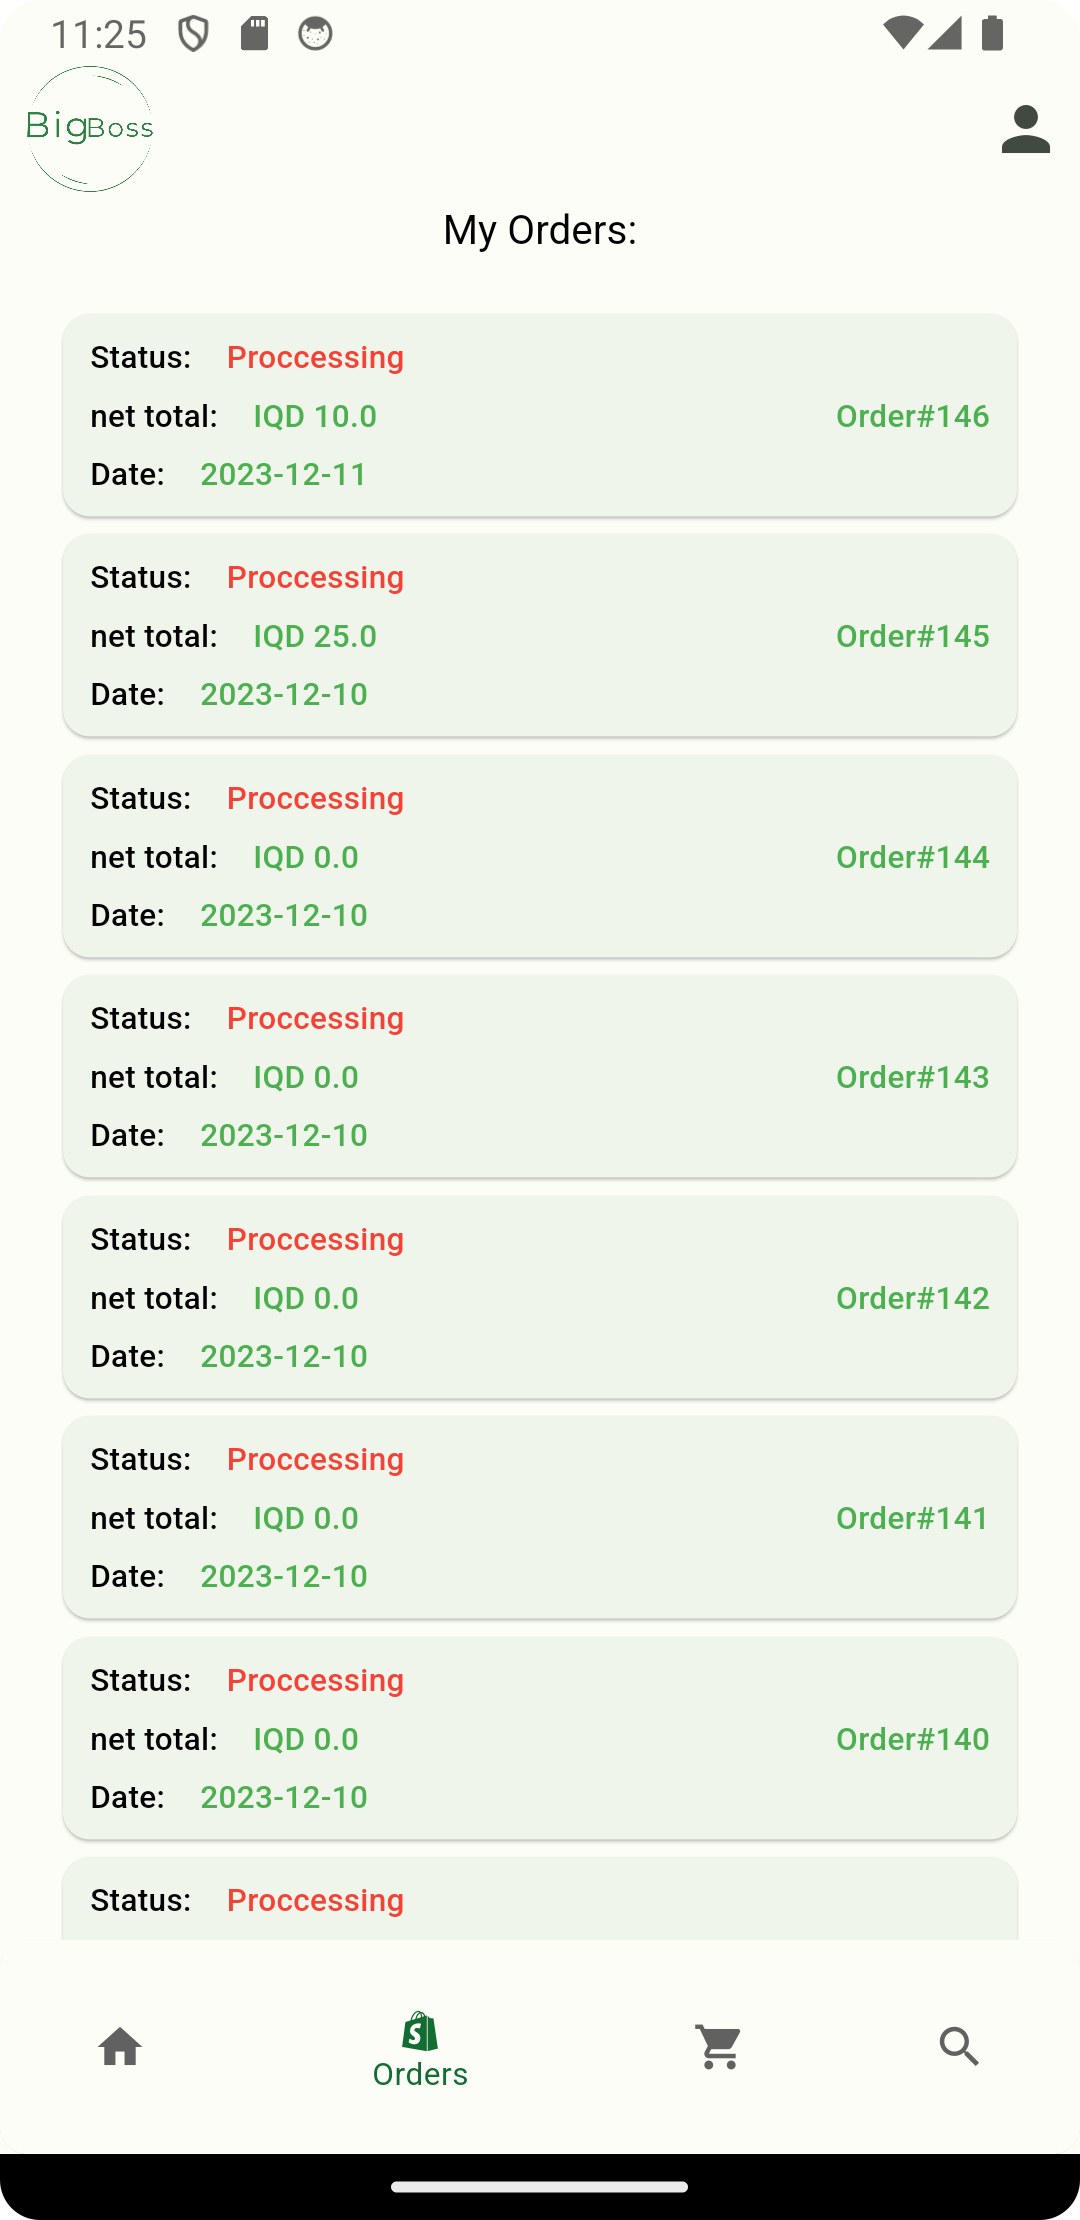 11:25
BigBoss
My Orders:
Status: Proccessing
net total: IQD 10.0 Order#146
Date: 2023-12-11
Status: Proccessing
net total: IQD 25.0 Order#145
Date: 2023-12-10
Status: Proccessing
net total: IQD 0.0 Order#144
Date: 2023-12-10
Status: Proccessing
net total: IQD 0.0 Order#143
Date: 2023-12-10
Status: Proccessing
net total: IQD 0.0 Order#142
Date: 2023-12-10
Status: Proccessing
net total: IQD 0.0 Order#141
Date: 2023-12-10
Status: Proccessing
net total: IQD 0.0 Order#140
Date: 2023-12-10
Status: Proccessing
Orders